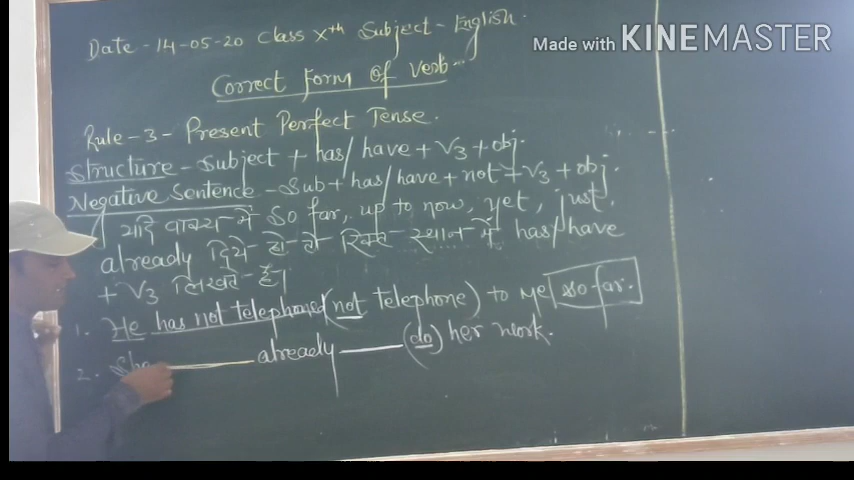 Date - 14-05-20 Class Xth Subject - English.
Made with KINEMASTER
Correct form of Verb -
Rule - 3 - Present Perfect Tense.
Structure - Subject + has/have + V3 + obj.
Negative Sentence - Sub + has/have + not + V3 + obj.
यदि वाक्य में So far, up to now, yet, just,
already दिये हो तो रिक्त स्थान में has/have
+ V3 लिखते हैं।
1. He has not telephoned (not telephone) to me so far.
2. She ______ already ______ (do) her work.